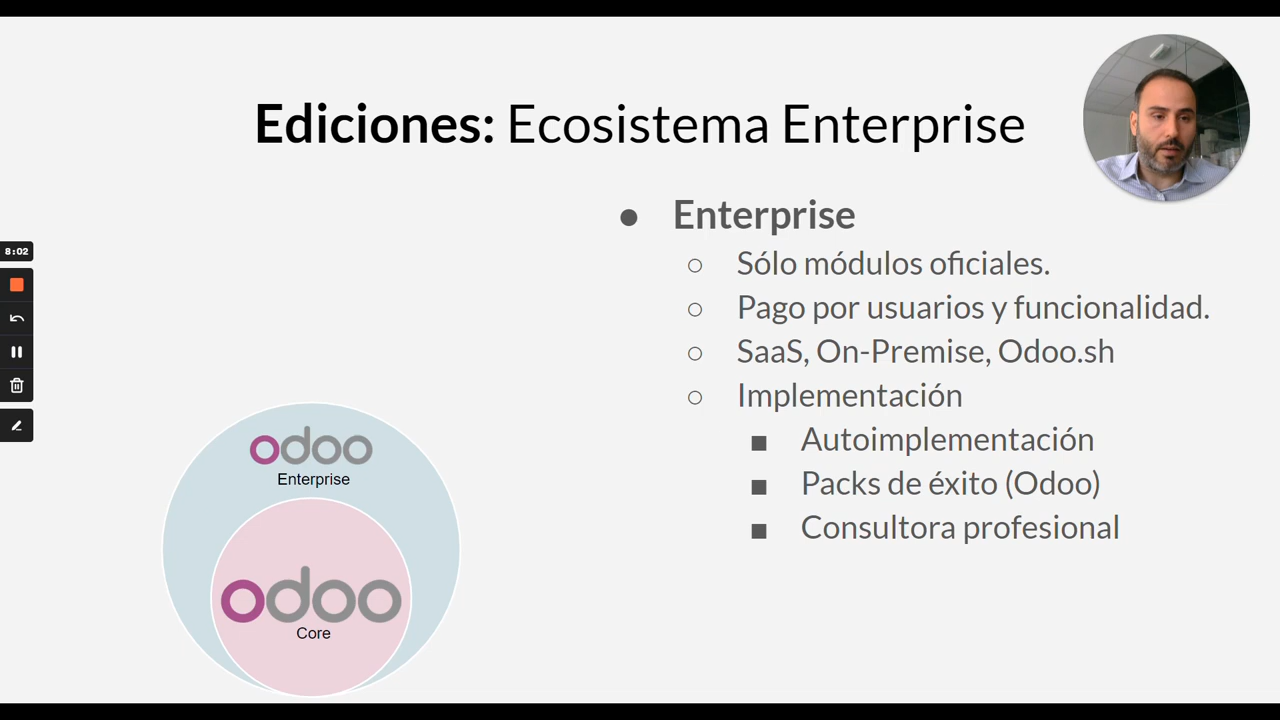 Ediciones: Ecosistema Enterprise
● Enterprise
○ Sólo módulos oficiales.
○ Pago por usuarios y funcionalidad.
○ SaaS, On-Premise, Odoo.sh
○ Implementación
■ Autoimplementación
■ Packs de éxito (Odoo)
■ Consultora profesional
8:02
odoo
Enterprise
odoo
Core